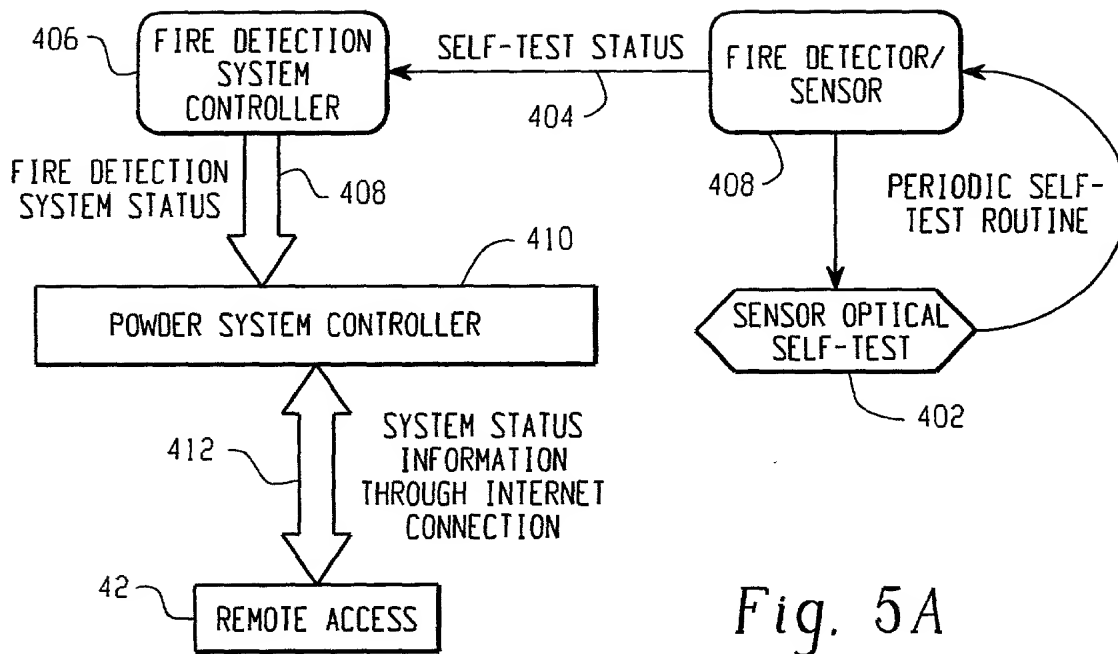 406
FIRE DETECTION
SYSTEM
CONTROLLER
SELF-TEST STATUS
404
FIRE DETECTOR/
SENSOR
408
FIRE DETECTION
SYSTEM STATUS
408
PERIODIC SELF-
TEST ROUTINE
410
POWDER SYSTEM CONTROLLER
SENSOR OPTICAL
SELF-TEST
402
412
SYSTEM STATUS
INFORMATION
THROUGH INTERNET
CONNECTION
42
REMOTE ACCESS
Fig. 5A